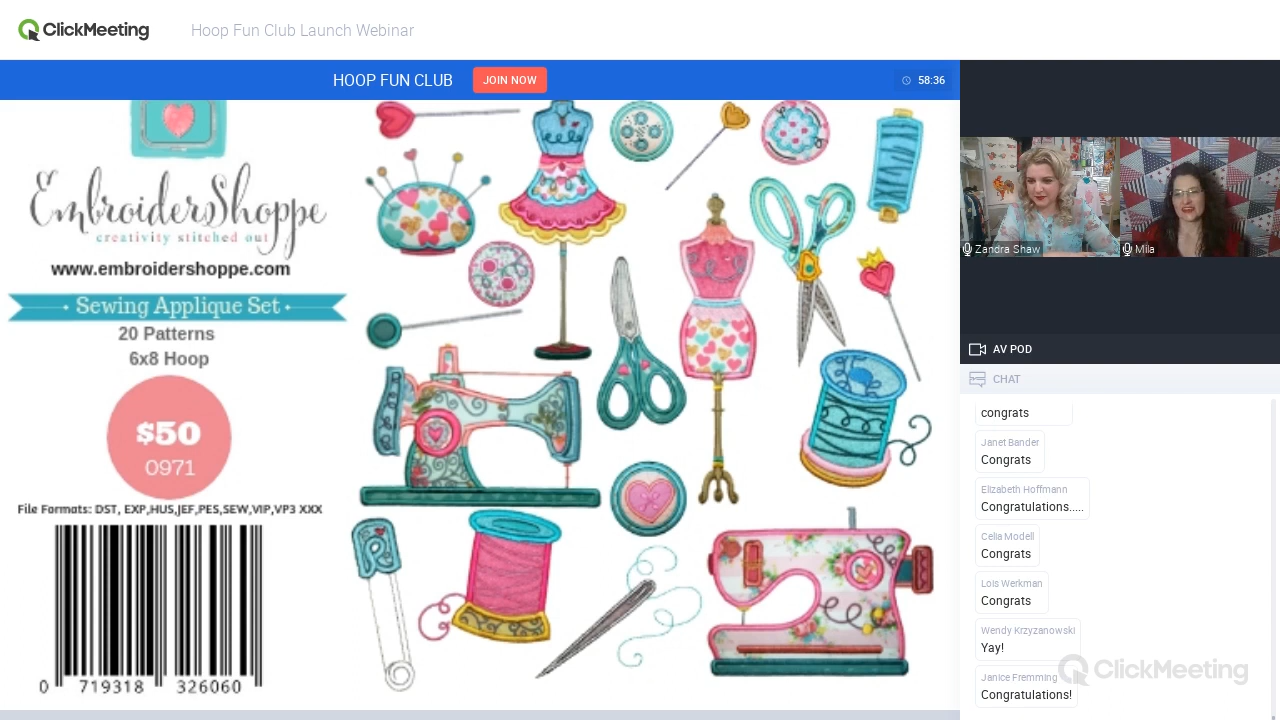 ClickMeeting
Hoop Fun Club Launch Webinar
HOOP FUN CLUB
JOIN NOW
58:36
EmbroiderShoppe
creativity stitched out
www.embroidershoppe.com
Sewing Applique Set
20 Patterns
6x8 Hoop
$50
0971
File Formats: DST, EXP,HUS,JEF,PES,SEW,VIP,VP3 XXX
0 719318 326060
Zandra Shaw
Mila
AV POD
CHAT
congrats
Janet Bander
Congrats
Elizabeth Hoffmann
Congratulations.....
Celia Modell
Congrats
Lois Werkman
Congrats
Wendy Krzyzanowski
Yay!
Janice Fremming
Congratulations!
ClickMeeting